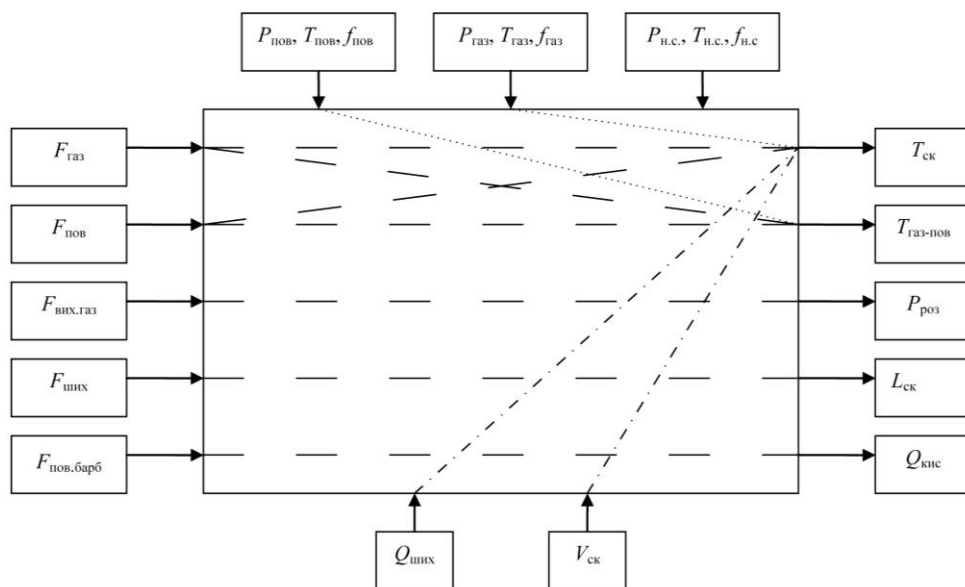 Pпов, Tпов, fпов
Pгаз, Tгаз, fгаз
Pн.с., Tн.с., fн.с
Fгаз
Tск
Fпов
Tгаз-пов
Fвих.газ
Pроз
Fших
Lск
Fпов.барб
Qкис
Qших
Vск